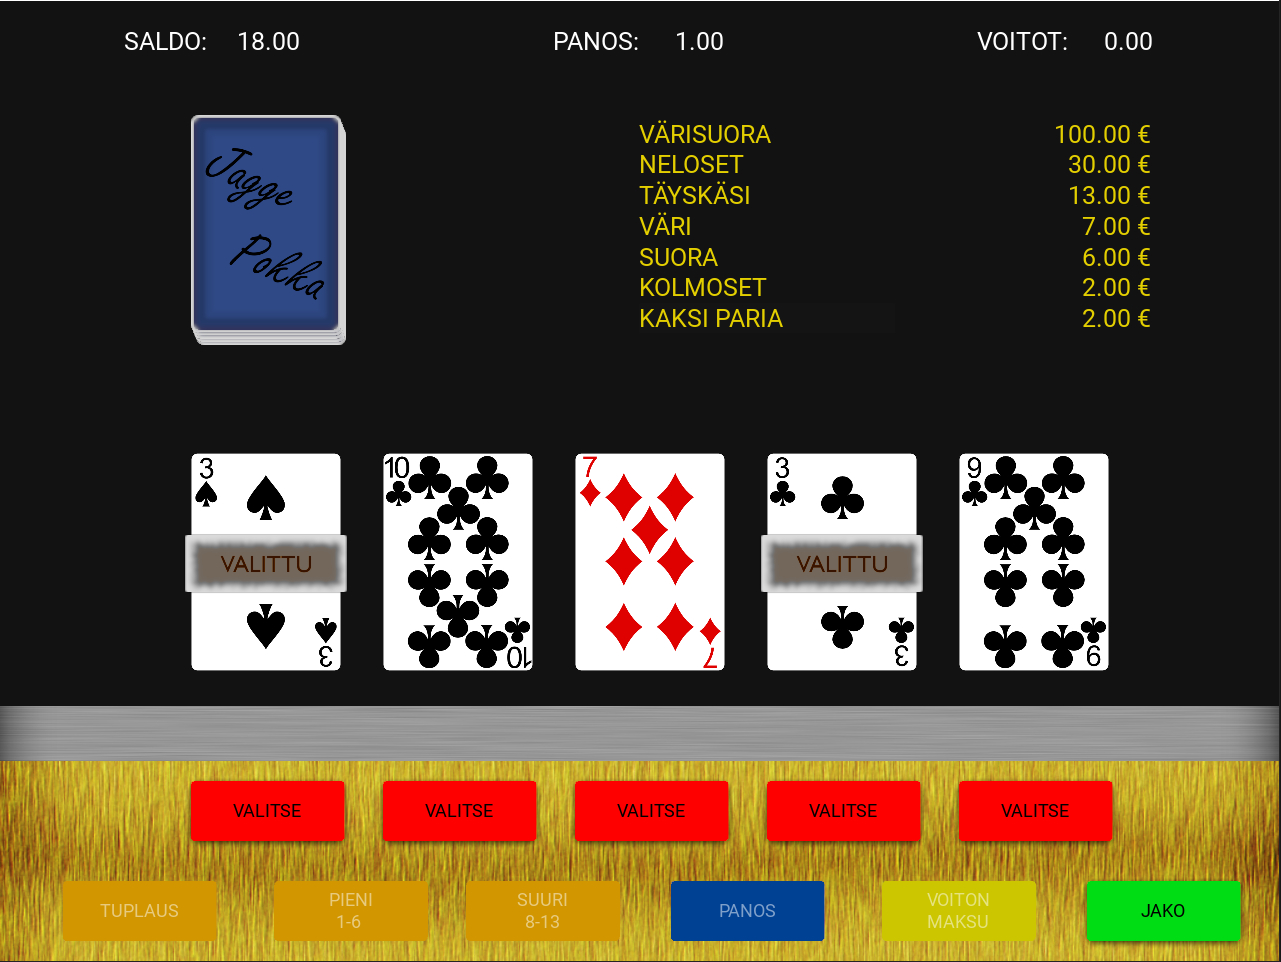 SALDO: 18.00 PANOS: 1.00 VOITOT: 0.00
Jagge
Pokka
VÄRISUORA 100.00 €
NELOSET 30.00 €
TÄYSKÄSI 13.00 €
VÄRI 7.00 €
SUORA 6.00 €
KOLMOSET 2.00 €
KAKSI PARIA 2.00 €
3 10 7 3 9
VALITTU VALITTU
3 10 7 3 9
VALITSE VALITSE VALITSE VALITSE VALITSE
TUPLAUS
PIENI
1-6
SUURI
8-13
PANOS
VOITON
MAKSU
JAKO